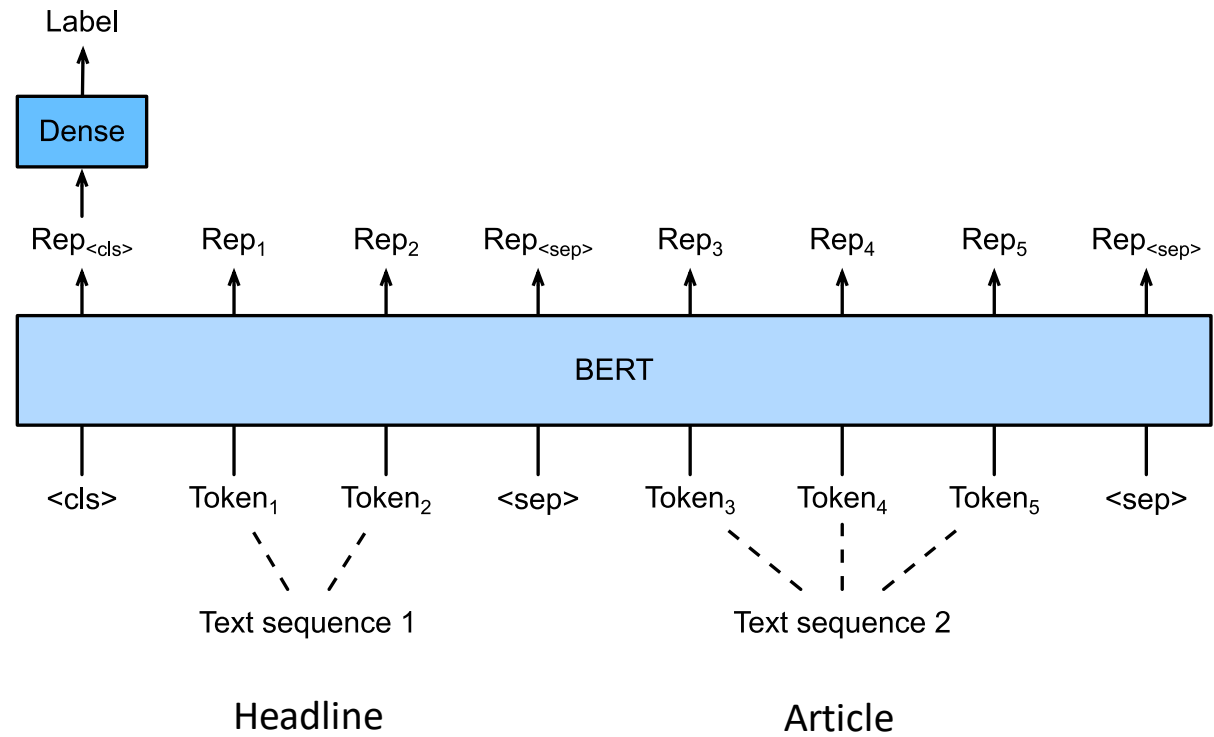 Label
Dense
Rep<cls> Rep1 Rep2 Rep<sep> Rep3 Rep4 Rep5 Rep<sep>
BERT
<cls> Token1 Token2 <sep> Token3 Token4 Token5 <sep>
Text sequence 1 Text sequence 2
Headline Article